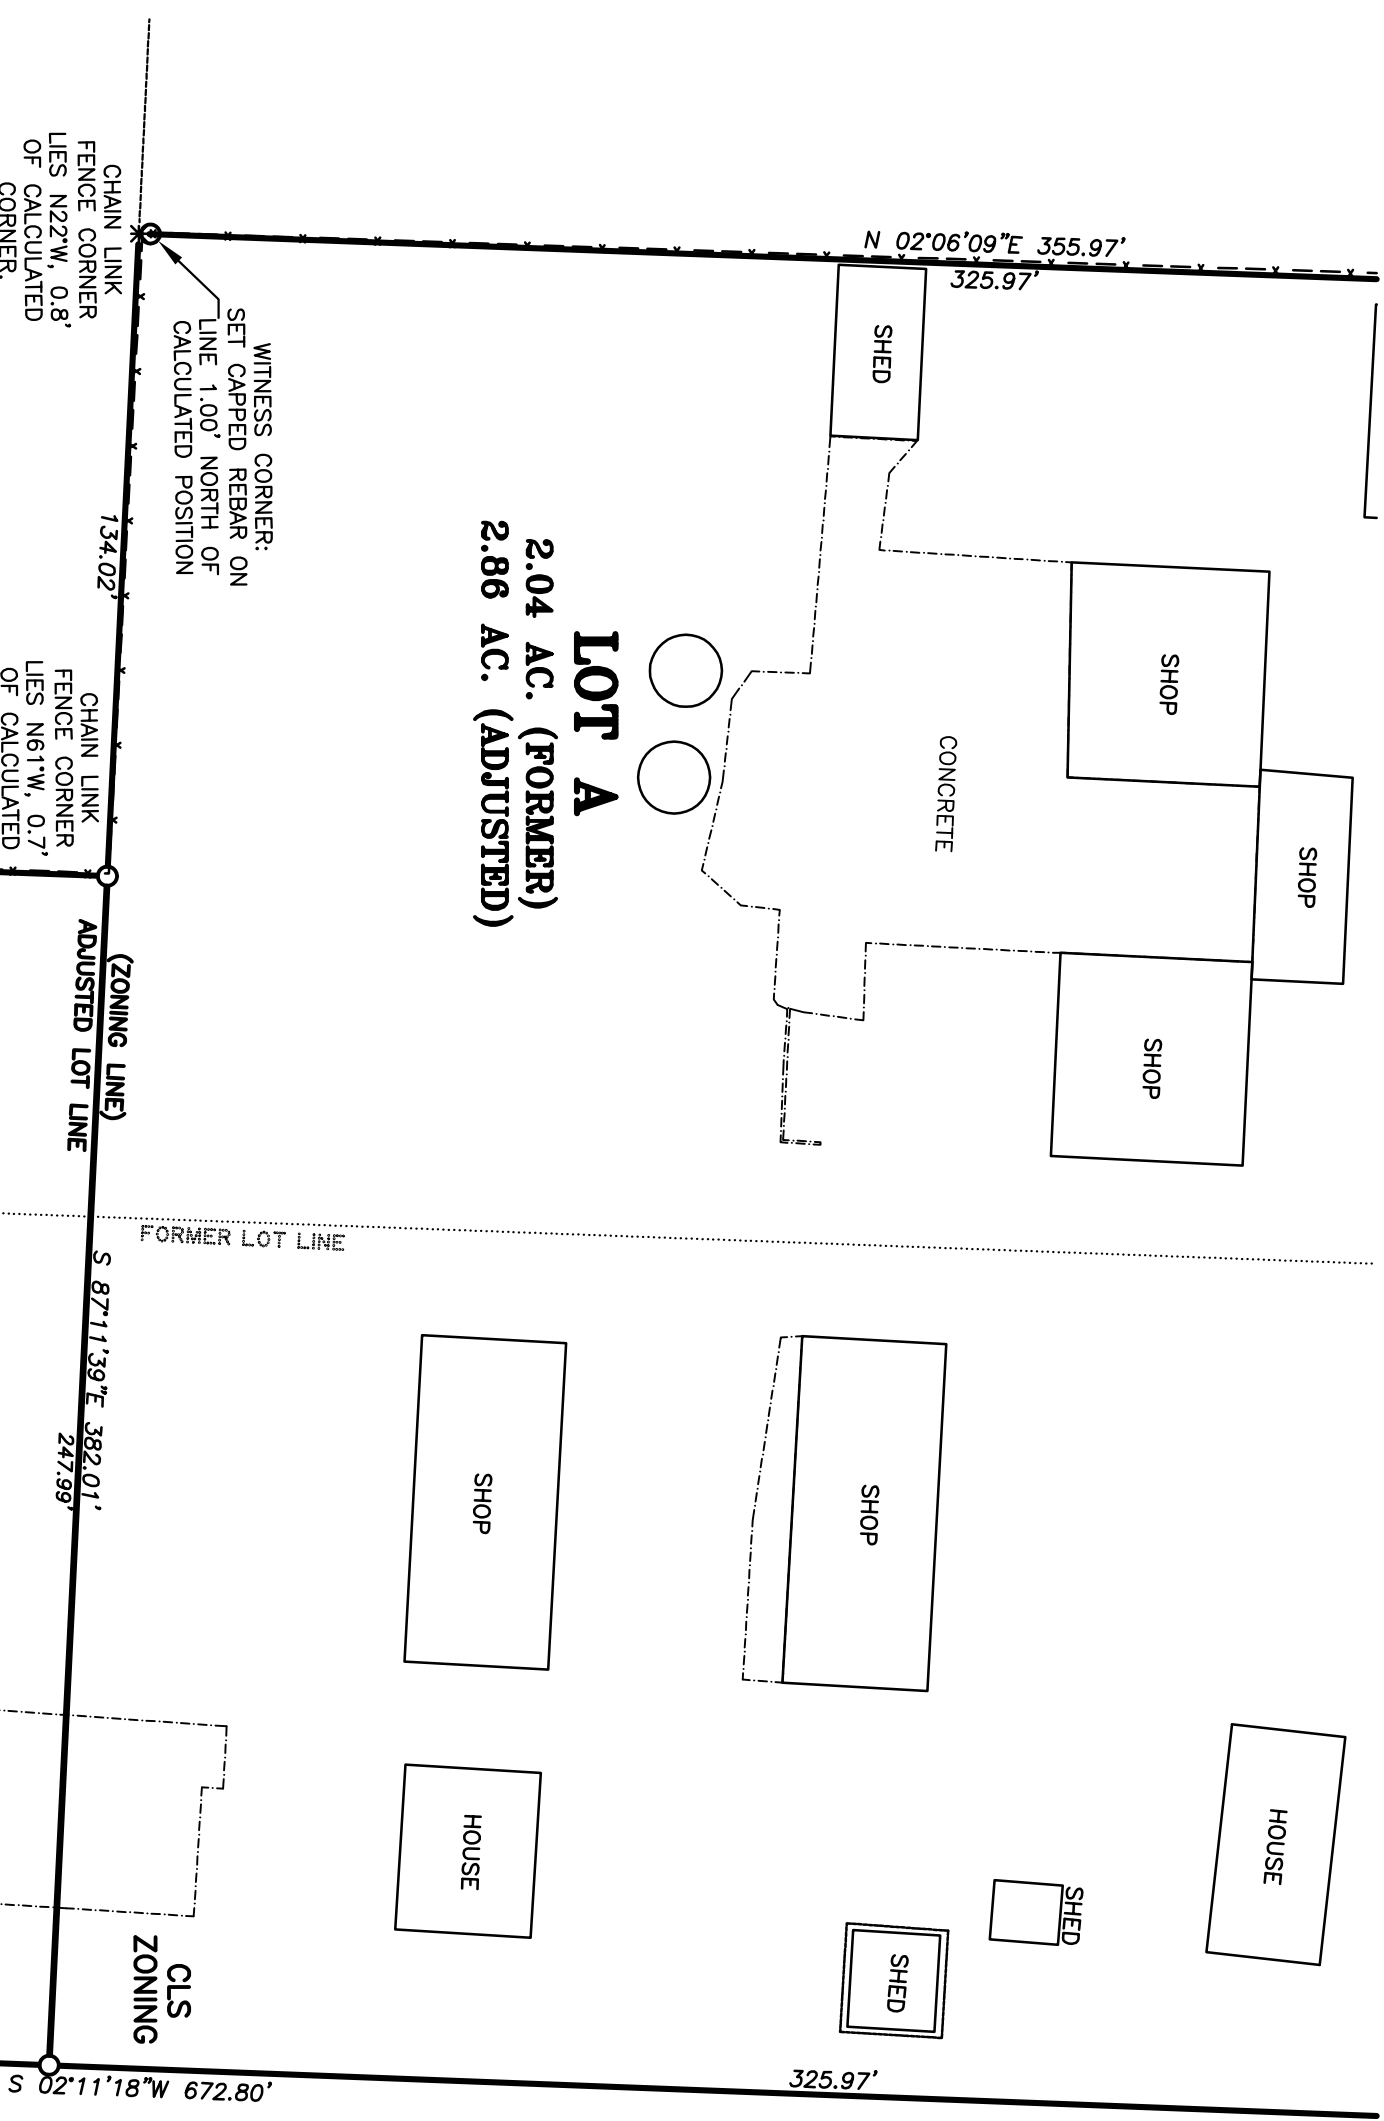 N 02°06'09"E 355.97'
325.97'
SHED
SHOP
SHOP
SHOP
CONCRETE
LOT A
2.04 AC. (FORMER)
2.86 AC. (ADJUSTED)
WITNESS CORNER:
SET CAPPED REBAR ON
LINE 1.00' NORTH OF
CALCULATED POSITION
CHAIN LINK
FENCE CORNER
LIES N22°W, 0.8'
OF CALCULATED
CORNER.
134.02'
CHAIN LINK
FENCE CORNER
LIES N61°W, 0.7'
OF CALCULATED
(ZONING LINE)
ADJUSTED LOT LINE
FORMER LOT LINE
S 87°11'39"E 382.01'
247.99'
SHOP
SHOP
HOUSE
HOUSE
SHED
SHED
CLS
ZONING
325.97'
S 02°11'18"W 672.80'